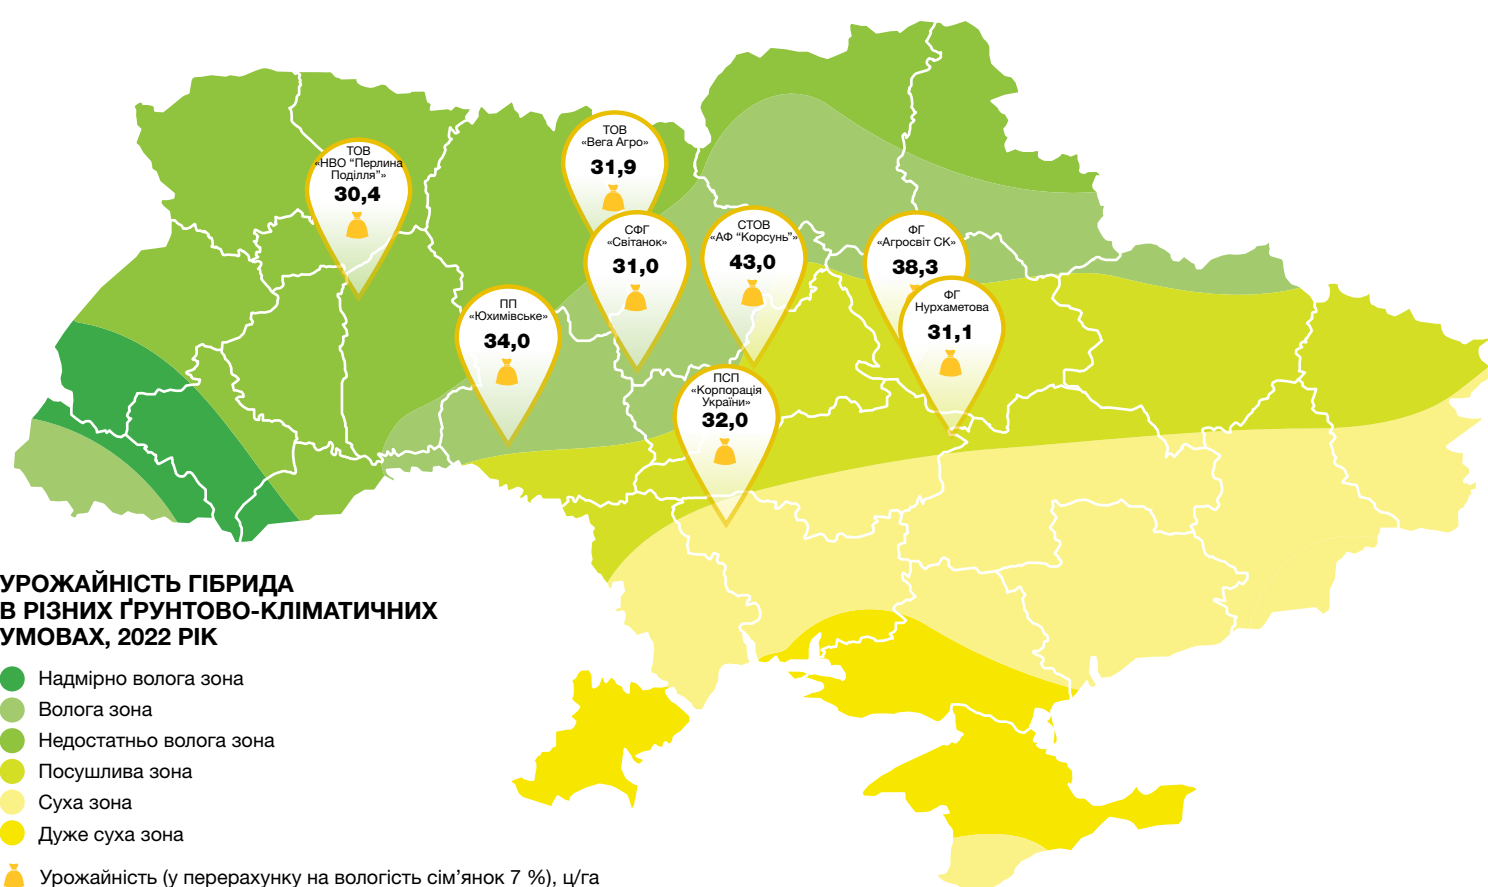 ТОВ
«НВО “Перлина
Поділля”»
30,4
ТОВ
«Вега Агро»
31,9
СФГ
«Світанок»
31,0
СТОВ
«АФ “Корсунь”»
43,0
ФГ
«Агросвіт СК»
38,3
ФГ
Нурхаметова
31,1
ПП
«Юхимівське»
34,0
ПСП
«Корпорація
України»
32,0
УРОЖАЙНІСТЬ ГІБРИДА
В РІЗНИХ ҐРУНТОВО-КЛІМАТИЧНИХ
УМОВАХ, 2022 РІК
Надмірно волога зона
Волога зона
Недостатньо волога зона
Посушлива зона
Суха зона
Дуже суха зона
Урожайність (у перерахунку на вологість сім’янок 7 %), ц/га